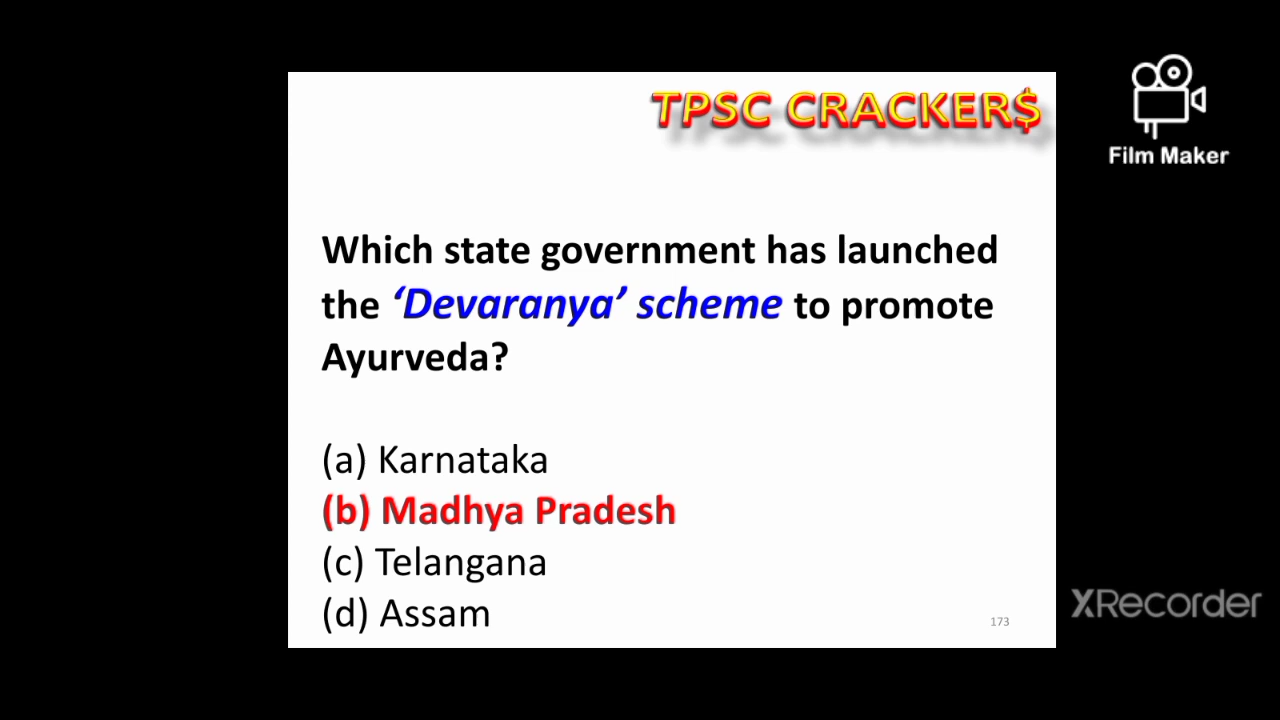 TPSC CRACKER$
Film Maker
Which state government has launched
the ‘Devaranya’ scheme to promote
Ayurveda?
(a) Karnataka
(b) Madhya Pradesh
(c) Telangana
(d) Assam
173
XRecorder